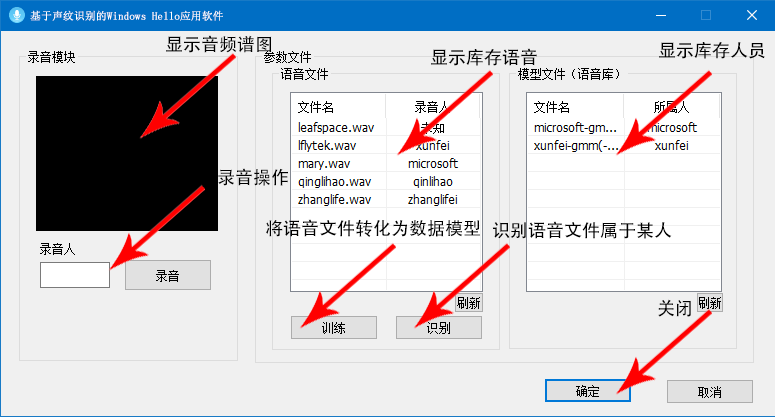 基于声纹识别的Windows Hello应用软件
显示音频谱图
录音模块
参数文件
显示库存语音
显示库存人员
语音文件
模型文件（语音库）
文件名 录音人
leafspace.wav 未知
lflytek.wav xunfei
mary.wav microsoft
qinglihao.wav qinlihao
zhanglife.wav zhanglifei
文件名 所属人
microsoft-gm... microsoft
xunfei-gmm(-... xunfei
录音操作
将语音文件转化为数据模型
识别语音文件属于某人
录音人
录音
刷新
刷新
关闭
训练
识别
确定
取消